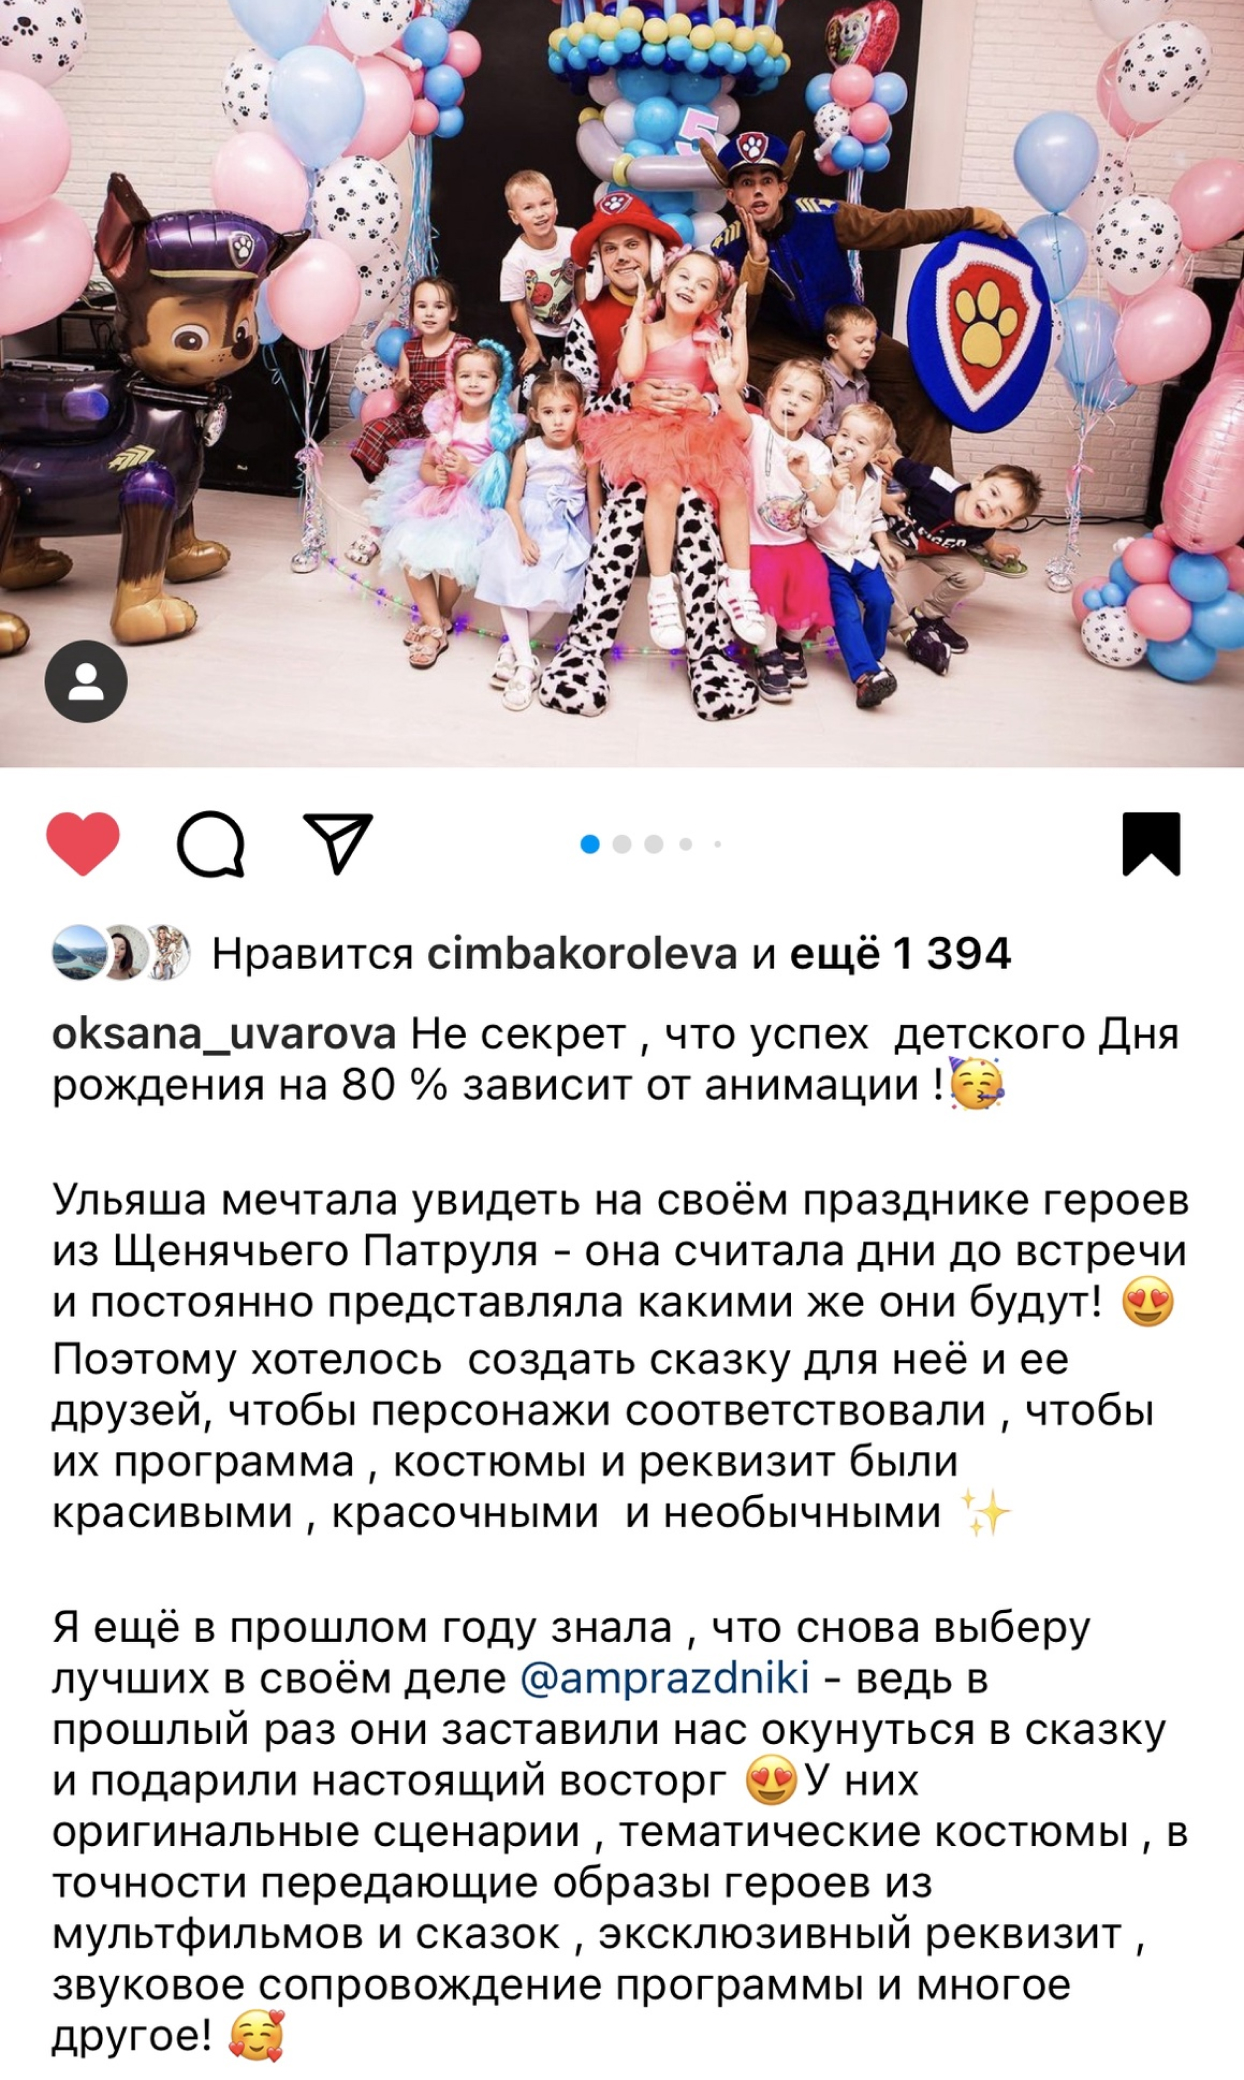 5
Нравится cimbakoroleva и ещё 1 394
oksana_uvarova Не секрет , что успех  детского Дня
рождения на 80 % зависит от анимации !🥳
Ульяша мечтала увидеть на своём празднике героев
из Щенячьего Патруля - она считала дни до встречи
и постоянно представляла какими же они будут! 😍
Поэтому хотелось  создать сказку для неё и ее
друзей, чтобы персонажи соответствовали , чтобы
их программа , костюмы и реквизит были
красивыми , красочными  и необычными ✨
Я ещё в прошлом году знала , что снова выберу
лучших в своём деле @amprazdniki - ведь в
прошлый раз они заставили нас окунуться в сказку
и подарили настоящий восторг 😍У них
оригинальные сценарии , тематические костюмы , в
точности передающие образы героев из
мультфильмов и сказок , эксклюзивный реквизит ,
звуковое сопровождение программы и многое
другое! 🥰